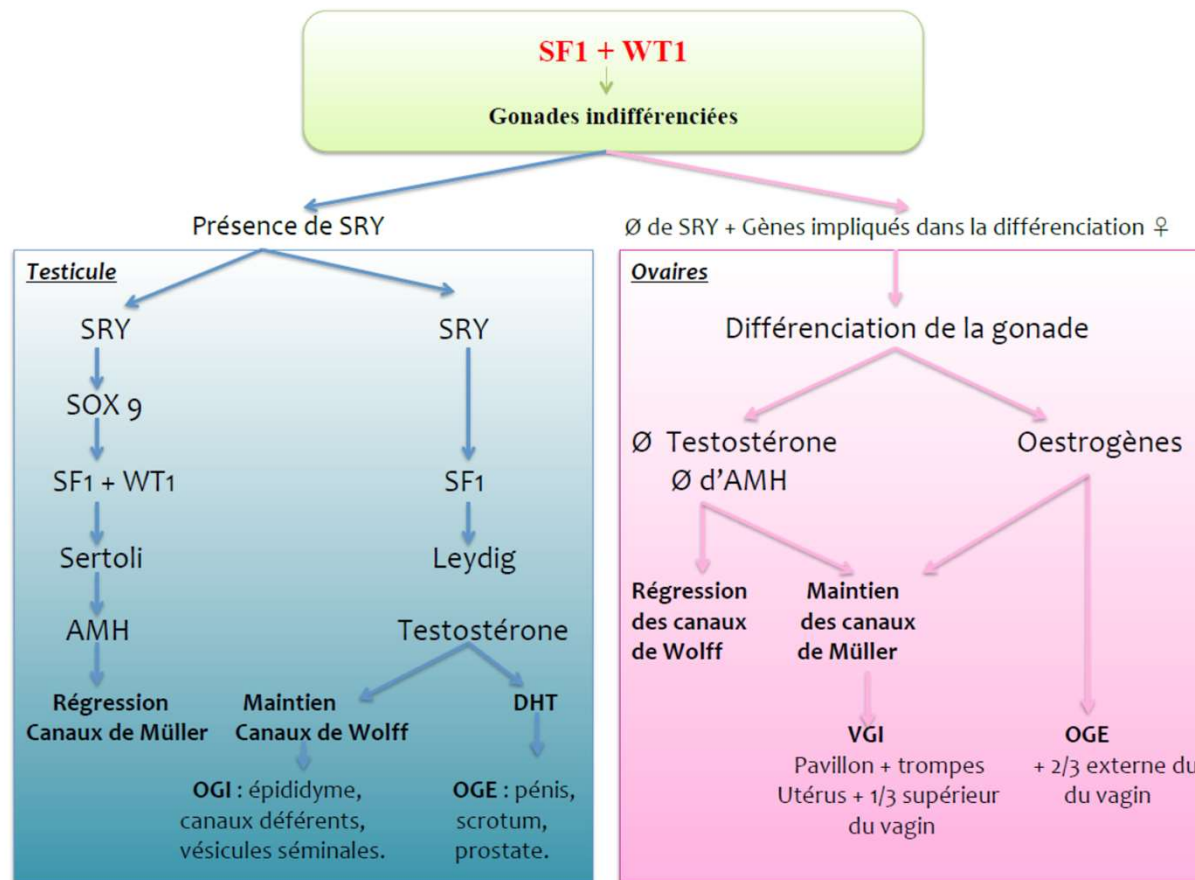 SF1 + WT1
Gonades indifférenciées
Présence de SRY
Ø de SRY + Gènes impliqués dans la différenciation ♀
Testicule
SRY
SRY
SOX 9
SF1 + WT1
SF1
Sertoli
Leydig
AMH
Testostérone
Régression
Canaux de Müller
Maintien
Canaux de Wolff
DHT
OGI : épididyme,
canaux déférents,
vésicules séminales.
OGE : pénis,
scrotum,
prostate.
Ovaires
Différenciation de la gonade
Ø Testostérone
Ø d’AMH
Oestrogènes
Régression
des canaux
de Wolff
Maintien
des canaux
de Müller
VGI
Pavillon + trompes
Utérus + 1/3 supérieur
du vagin
OGE
+ 2/3 externe du
du vagin